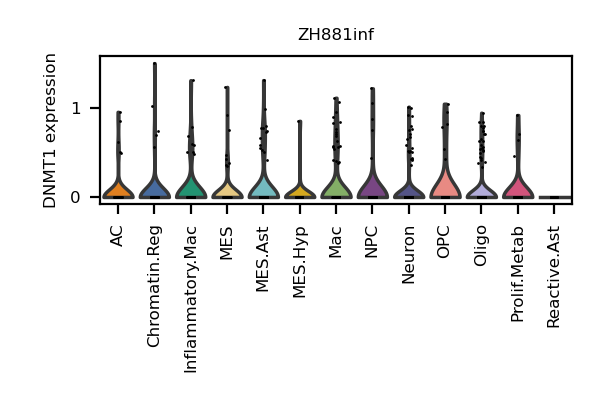 ZH881inf
DNMT1 expression
1
0
AC
Chromatin.Reg
Inflammatory.Mac
MES
MES.Ast
MES.Hyp
Mac
NPC
Neuron
OPC
Oligo
Prolif.Metab
Reactive.Ast